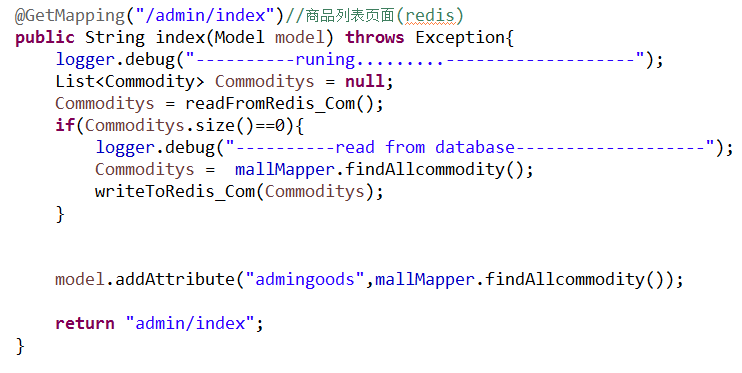 @GetMapping("/admin/index")//商品列表页面(redis)
public String index(Model model) throws Exception{
logger.debug("----------runing.........-------------------");
List<Commodity> Commoditys = null;
Commoditys = readFromRedis_Com();
if(Commoditys.size()==0){
logger.debug("----------read from database-------------------");
Commoditys =  mallMapper.findAllcommodity();
writeToRedis_Com(Commoditys);
}
model.addAttribute("admingoods",mallMapper.findAllcommodity());
return "admin/index";
}